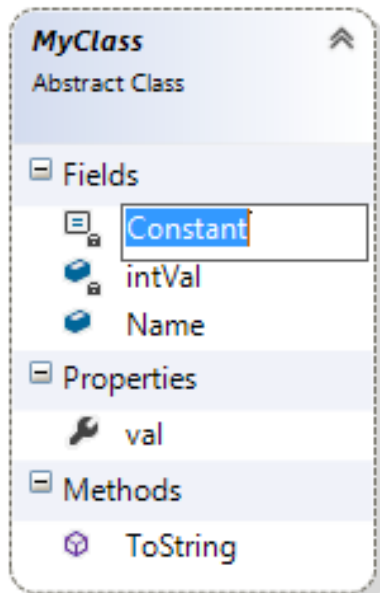 MyClass
Abstract Class
Fields
Constant
intVal
Name
Properties
val
Methods
ToString